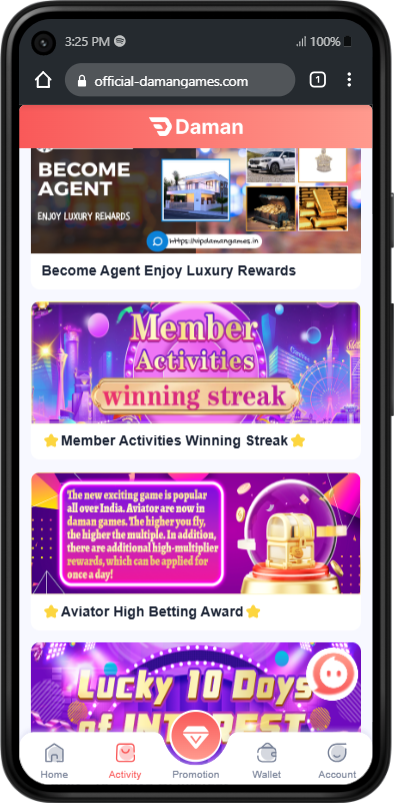 3:25 PM
100%
official-damangames.com
1
Daman
BECOME
AGENT
ENJOY LUXURY REWARDS
https://vipdamangames.in
Become Agent Enjoy Luxury Rewards
Member
Activities
winning streak
Member Activities Winning Streak
The new exciting game is popular
all over India. Aviator are now in
daman games. The higher you fly,
the higher the multiple. In addition,
there are additional high-multiplier
rewards, which can be applied for
once a day!
Aviator High Betting Award
Lucky 10 Days
of INTEREST
Home
Activity
Promotion
Wallet
Account